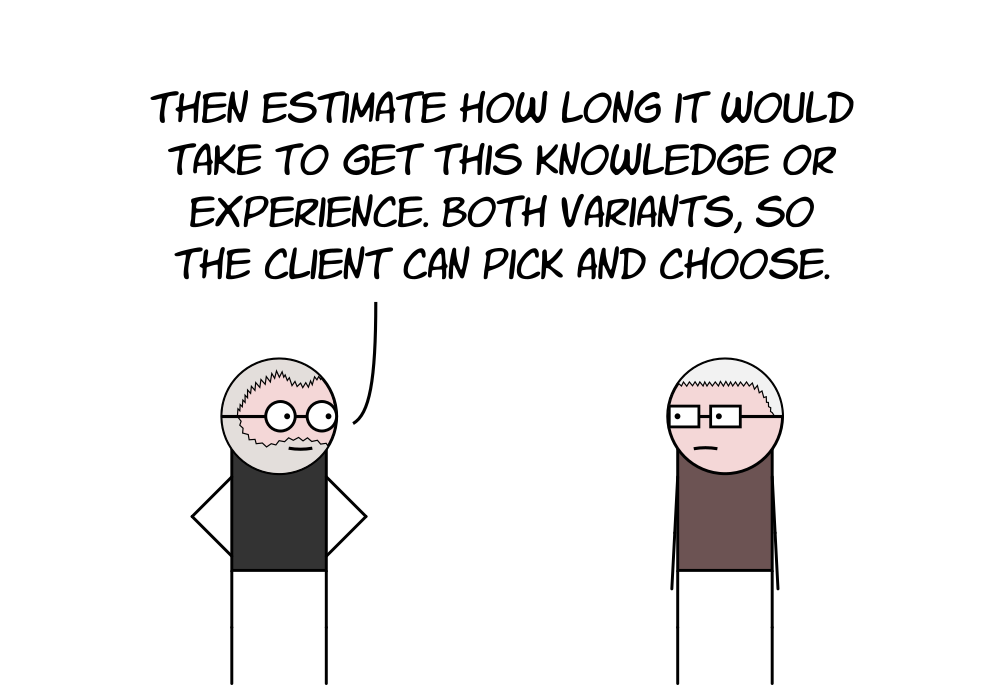 THEN ESTIMATE HOW LONG IT WOULD
TAKE TO GET THIS KNOWLEDGE OR
EXPERIENCE. BOTH VARIANTS, SO
THE CLIENT CAN PICK AND CHOOSE.